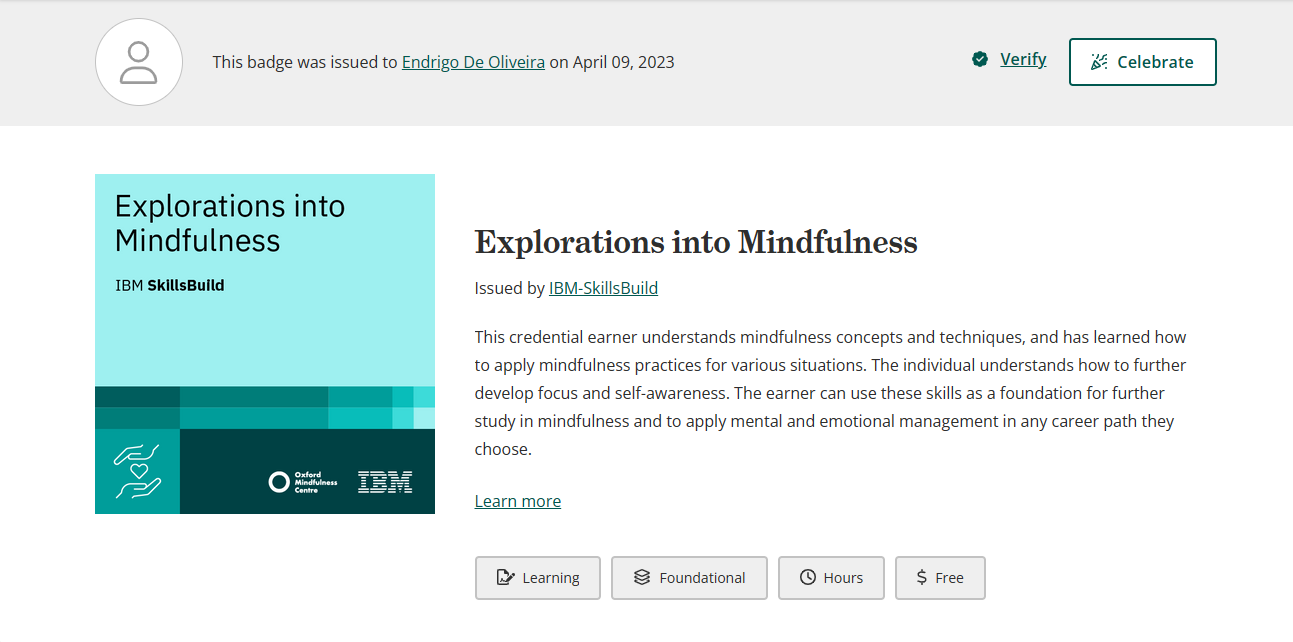 This badge was issued to Endrigo De Oliveira on April 09, 2023
Verify
Celebrate
Explorations into
Mindfulness
IBM SkillsBuild
Oxford
Mindfulness
Centre
IBM
Explorations into Mindfulness
Issued by IBM-SkillsBuild
This credential earner understands mindfulness concepts and techniques, and has learned how
to apply mindfulness practices for various situations. The individual understands how to further
develop focus and self-awareness. The earner can use these skills as a foundation for further
study in mindfulness and to apply mental and emotional management in any career path they
choose.
Learn more
Learning
Foundational
Hours
$ Free